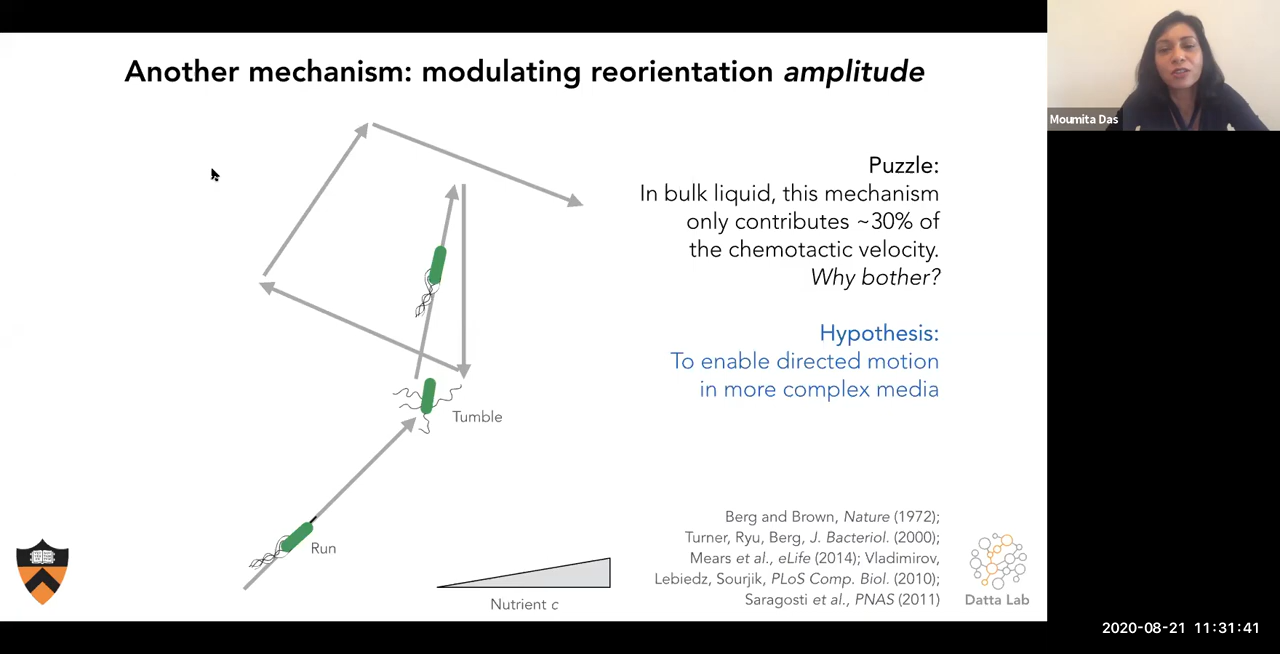 Another mechanism: modulating reorientation amplitude
Moumita Das
Puzzle:
In bulk liquid, this mechanism
only contributes ~30% of
the chemotactic velocity.
Why bother?
Hypothesis:
To enable directed motion
in more complex media
Tumble
Run
Nutrient c
Berg and Brown, Nature (1972);
Turner, Ryu, Berg, J. Bacteriol. (2000);
Mears et al., eLife (2014); Vladimirov,
Lebiedz, Sourjik, PLoS Comp. Biol. (2010);
Saragosti et al., PNAS (2011)
Datta Lab
2020-08-21 11:31:41